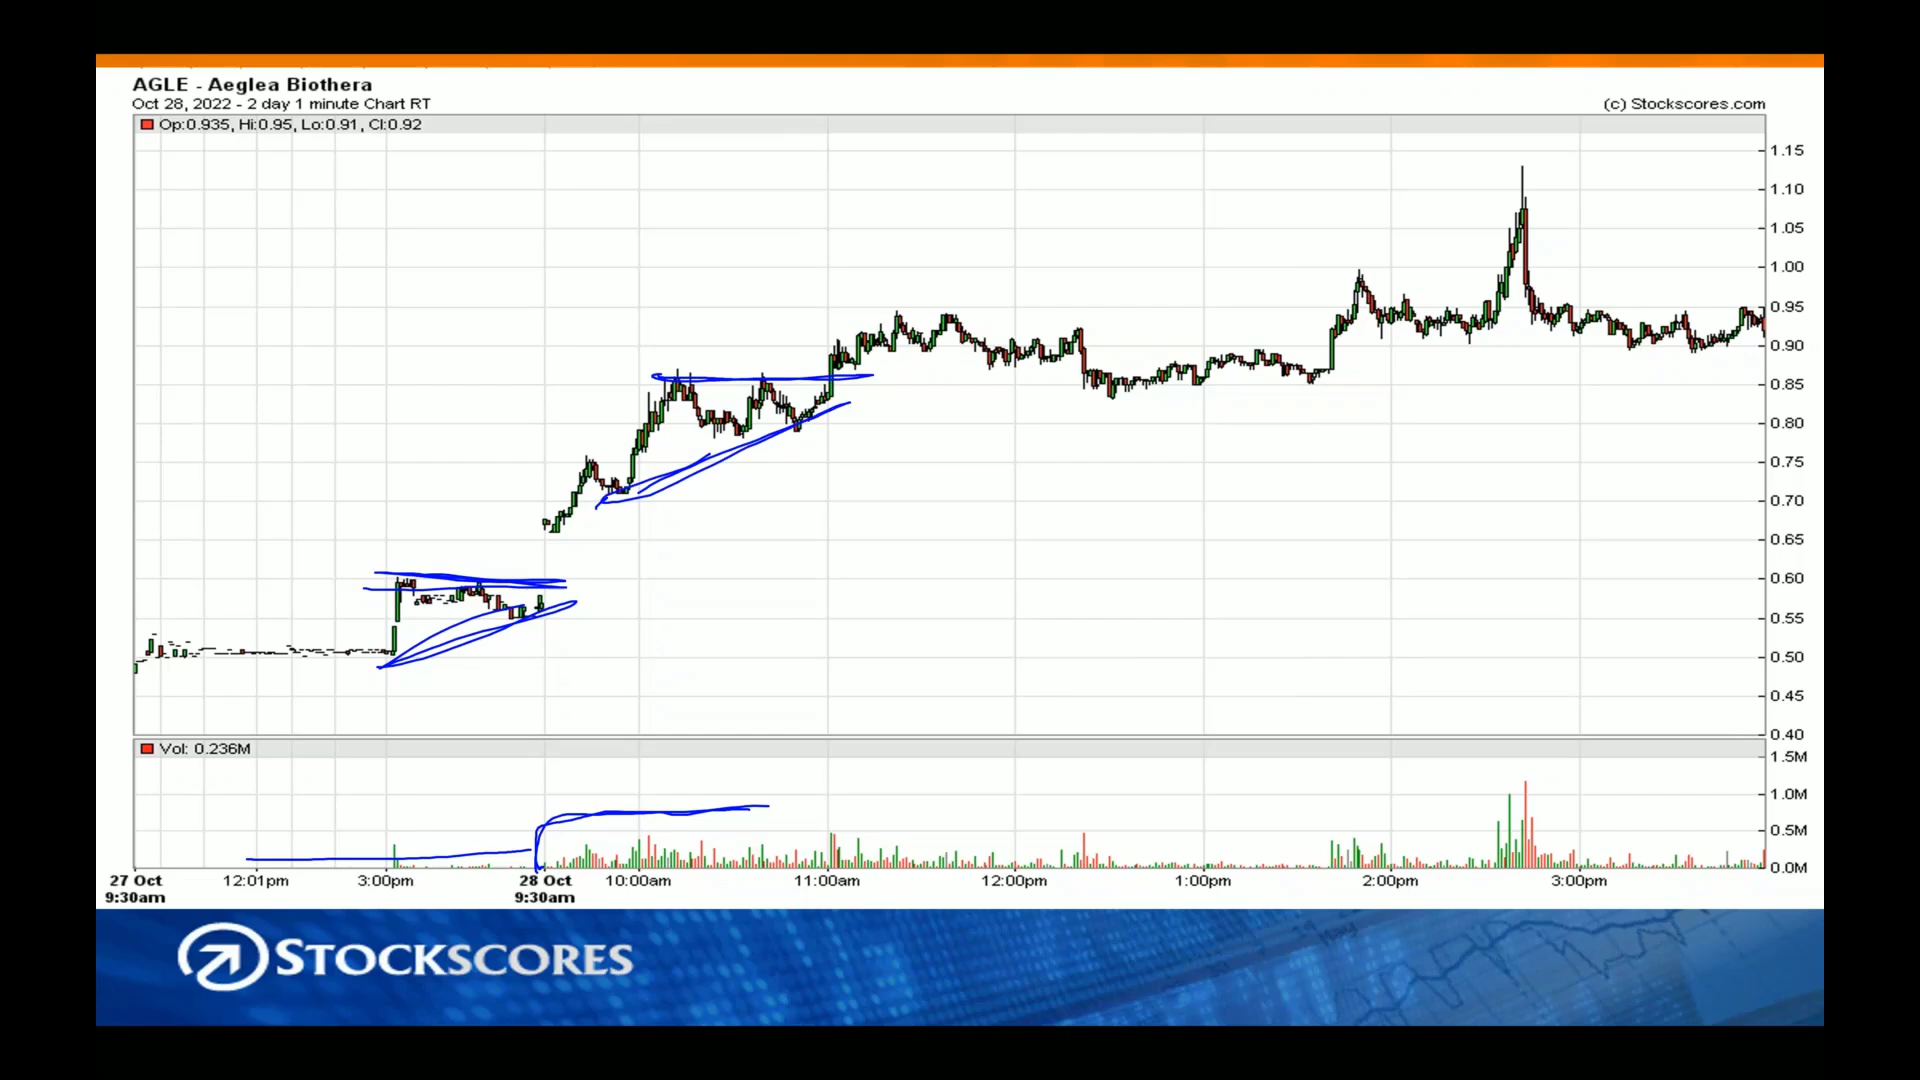 AGLE - Aeglea Biothera
Oct 28, 2022 - 2 day 1 minute Chart RT
(c) Stockscores.com
Op:0.935, Hi:0.95, Lo:0.91, Cl:0.92
1.15
1.10
1.05
1.00
0.95
0.90
0.85
0.80
0.75
0.70
0.65
0.60
0.55
0.50
0.45
0.40
Vol: 0.236M
1.5M
1.0M
0.5M
0.0M
27 Oct 12:01pm 3:00pm 28 Oct 10:00am 11:00am 12:00pm 1:00pm 2:00pm 3:00pm
9:30am 9:30am
STOCKSCORES